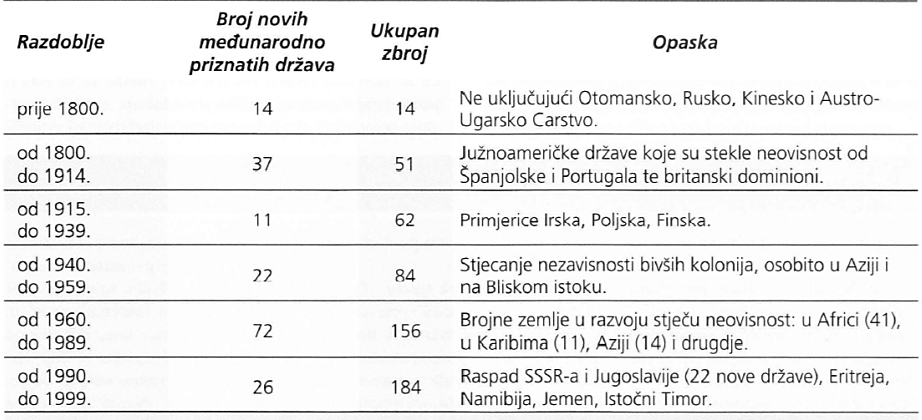 Razdoblje Broj novih međunarodno priznatih država Ukupan zbroj Opaska
prije 1800. 14 14 Ne uključujući Otomansko, Rusko, Kinesko i Austro-
Ugarsko Carstvo.
od 1800. do 1914. 37 51 Južnoameričke države koje su stekle neovisnost od
Španjolske i Portugala te britanski dominioni.
od 1915. do 1939. 11 62 Primjerice Irska, Poljska, Finska.
od 1940. do 1959. 22 84 Stjecanje nezavisnosti bivših kolonija, osobito u Aziji i
na Bliskom istoku.
od 1960. do 1989. 72 156 Brojne zemlje u razvoju stječu neovisnost: u Africi (41),
u Karibima (11), Aziji (14) i drugdje.
od 1990. do 1999. 26 184 Raspad SSSR-a i Jugoslavije (22 nove države), Eritreja,
Namibija, Jemen, Istočni Timor.